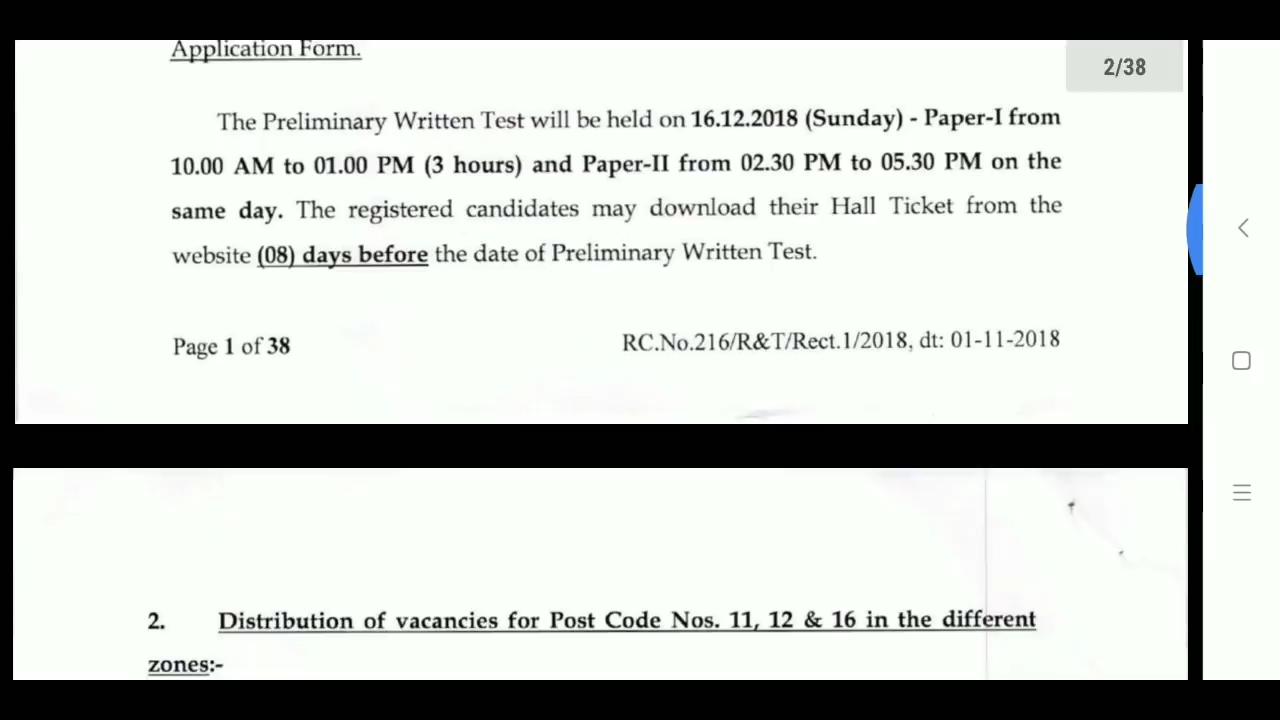 Application Form.
2/38
The Preliminary Written Test will be held on 16.12.2018 (Sunday) - Paper-I from
10.00 AM to 01.00 PM (3 hours) and Paper-II from 02.30 PM to 05.30 PM on the
same day. The registered candidates may download their Hall Ticket from the
website (08) days before the date of Preliminary Written Test.
Page 1 of 38
RC.No.216/R&T/Rect.1/2018, dt: 01-11-2018
2. Distribution of vacancies for Post Code Nos. 11, 12 & 16 in the different
zones:-